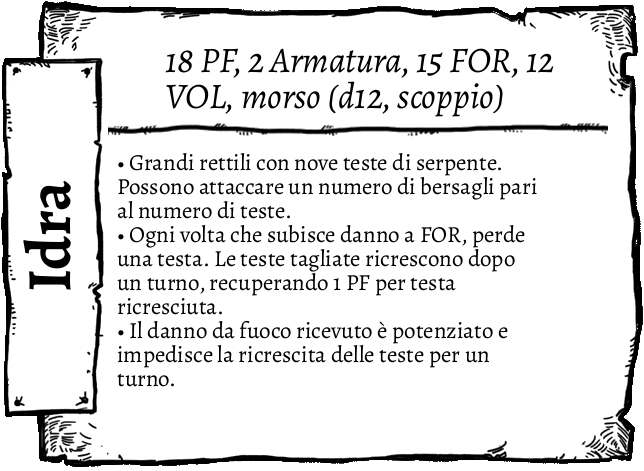 Idra
18 PF, 2 Armatura, 15 FOR, 12
VOL, morso (d12, scoppio)
• Grandi rettili con nove teste di serpente.
Possono attaccare un numero di bersagli pari
al numero di teste.
• Ogni volta che subisce danno a FOR, perde
una testa. Le teste tagliate ricrescono dopo
un turno, recuperando 1 PF per testa
ricresciuta.
• Il danno da fuoco ricevuto è potenziato e
impedisce la ricrescita delle teste per un
turno.